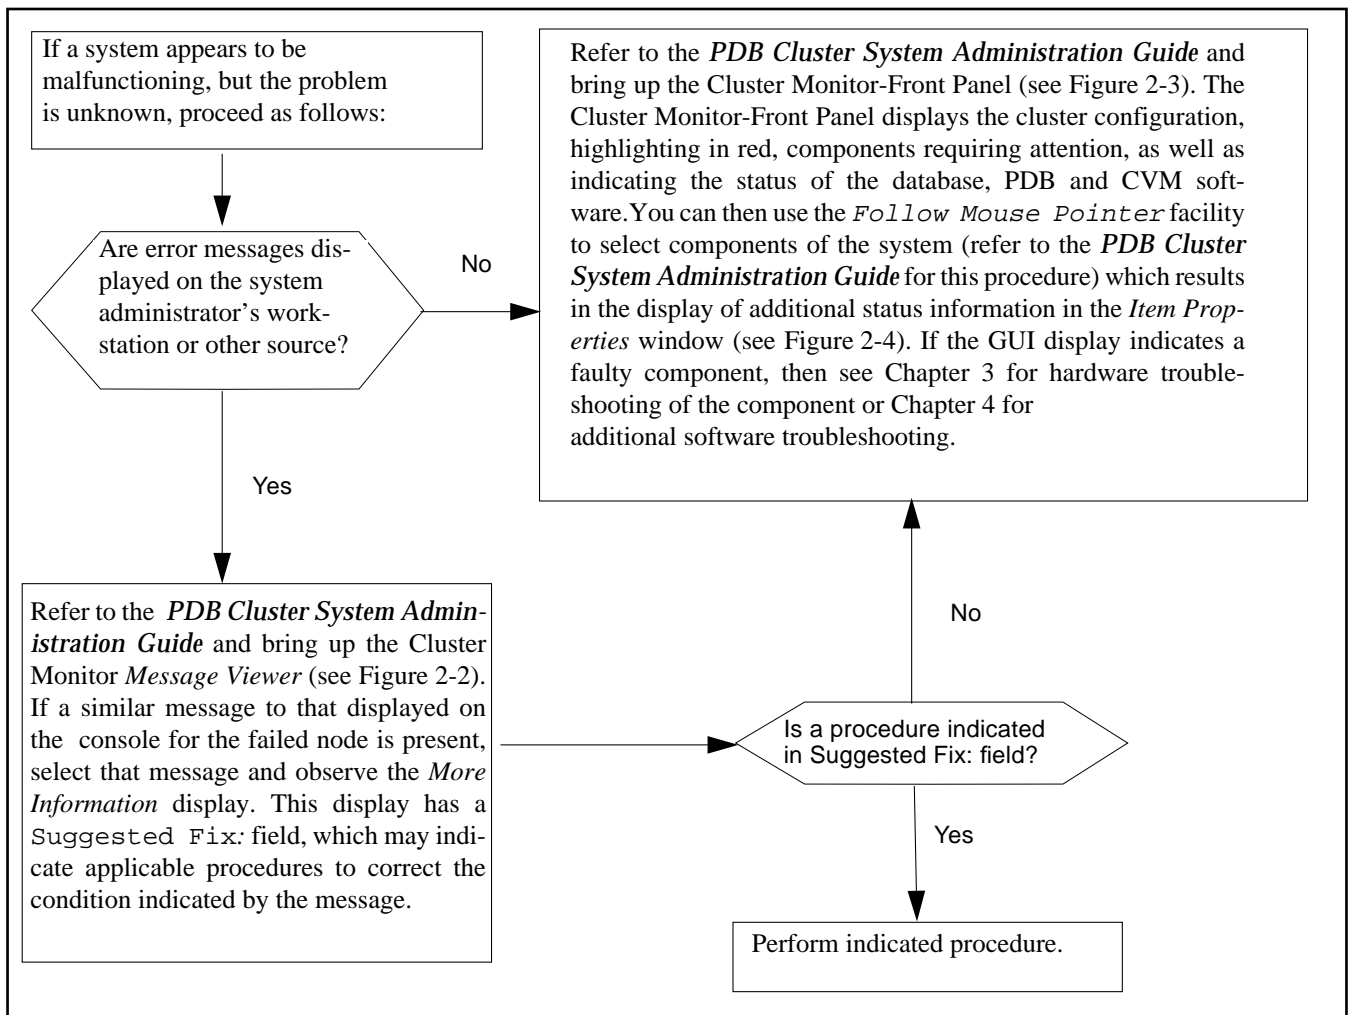 If a system appears to be
malfunctioning, but the problem
is unknown, proceed as follows:
Are error messages dis-
played on the system
administrator's work-
station or other source?
No
Refer to the PDB Cluster System Administration Guide and
bring up the Cluster Monitor-Front Panel (see Figure 2-3). The
Cluster Monitor-Front Panel displays the cluster configuration,
highlighting in red, components requiring attention, as well as
indicating the status of the database, PDB and CVM soft-
ware.You can then use the Follow Mouse Pointer facility
to select components of the system (refer to the PDB Cluster
System Administration Guide for this procedure) which results
in the display of additional status information in the Item Prop-
erties window (see Figure 2-4). If the GUI display indicates a
faulty component, then see Chapter 3 for hardware trouble-
shooting of the component or Chapter 4 for
additional software troubleshooting.
Yes
Refer to the PDB Cluster System Admin-
istration Guide and bring up the Cluster
Monitor Message Viewer (see Figure 2-2).
If a similar message to that displayed on
the console for the failed node is present,
select that message and observe the More
Information display. This display has a
Suggested Fix: field, which may indi-
cate applicable procedures to correct the
condition indicated by the message.
No
Is a procedure indicated
in Suggested Fix: field?
Yes
Perform indicated procedure.